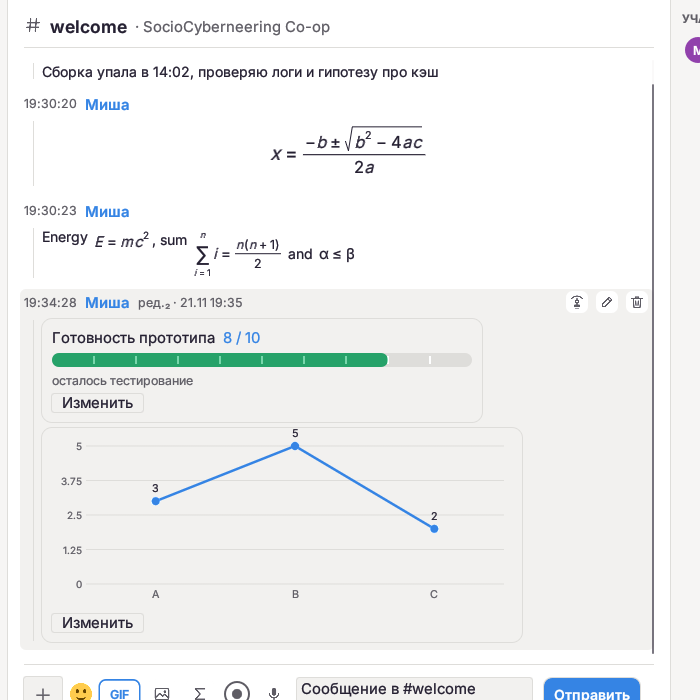 # welcome · SocioCyberneering Co-op
УЧА
М
Сборка упала в 14:02, проверяю логи и гипотезу про кэш
19:30:20 Миша
x = −b ± √b² − 4ac / 2a
19:30:23 Миша
Energy E = mc², sum ∑ i=1 n i = n(n+1)/2 and α ≤ β
19:34:28 Миша ред.₂ · 21.11 19:35
Готовность прототипа 8 / 10
осталось тестирование
Изменить
5
3.75
2.5
1.25
0
3
5
2
A B C
Изменить
+ GIF Σ Сообщение в #welcome Отправить